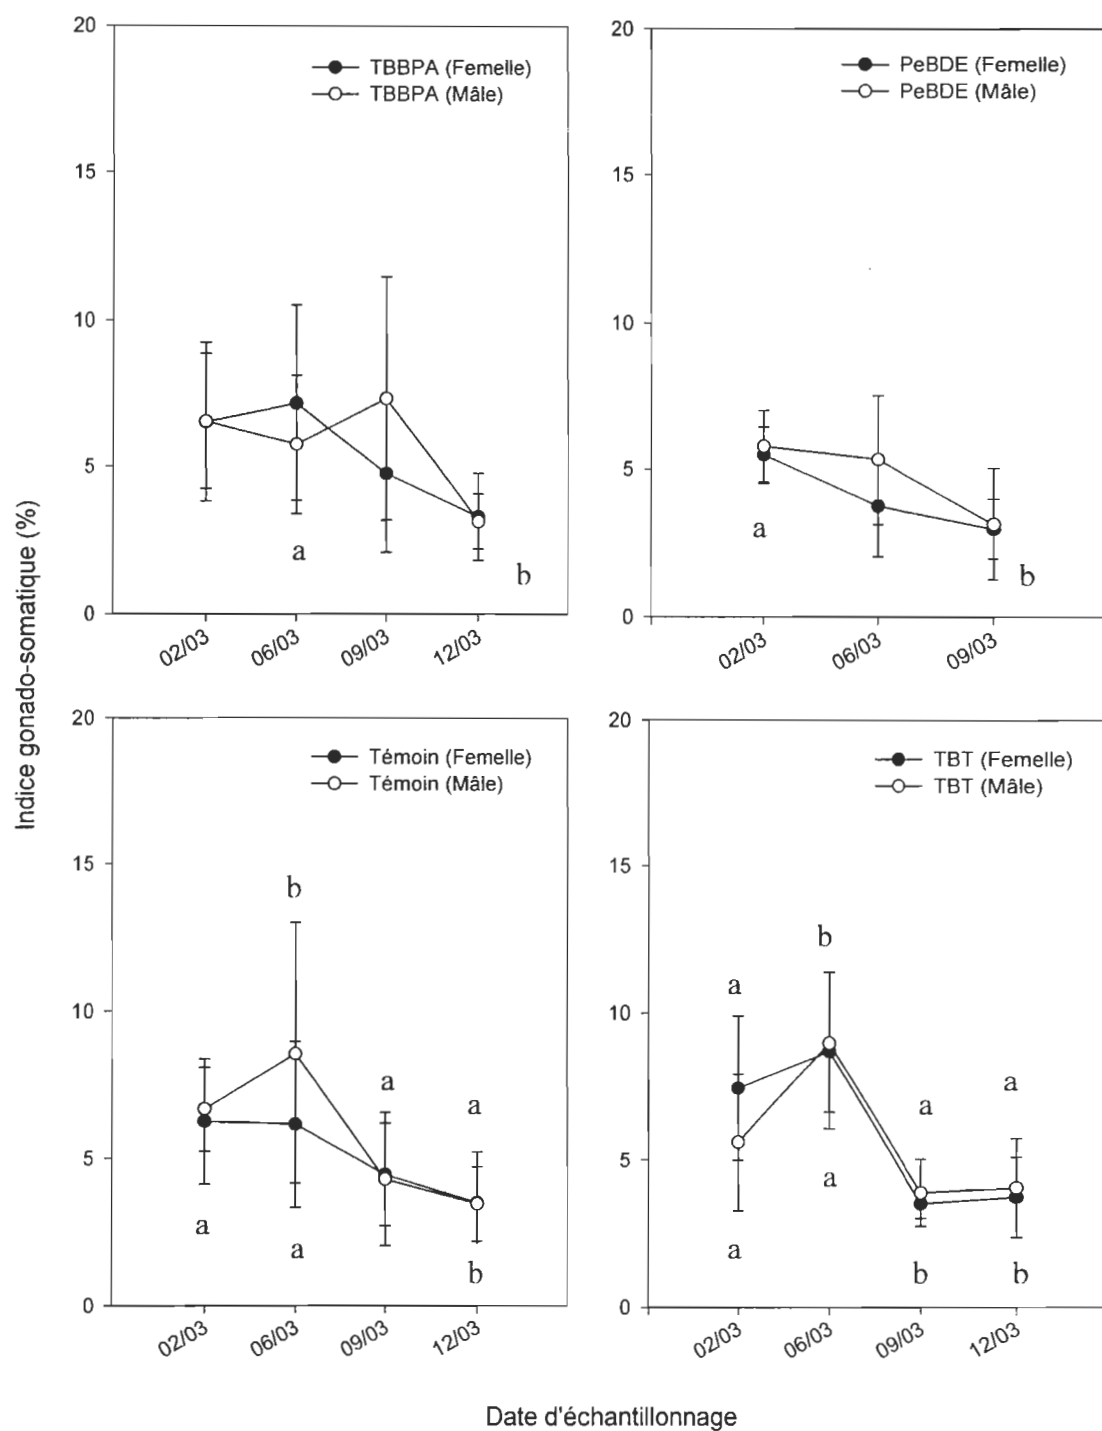 Indice gonado-somatique (%)
20
15
10
5
0
TBBPA (Femelle)
TBBPA (Mâle)
a
b
02/03
06/03
09/03
12/03
20
15
10
5
0
PeBDE (Femelle)
PeBDE (Mâle)
a
b
02/03
06/03
09/03
20
15
10
5
0
Témoin (Femelle)
Témoin (Mâle)
b
a
a
a
a
b
02/03
06/03
09/03
12/03
20
15
10
5
0
TBT (Femelle)
TBT (Mâle)
b
a
a
a
a
a
b
b
02/03
06/03
09/03
12/03
Date d'échantillonnage